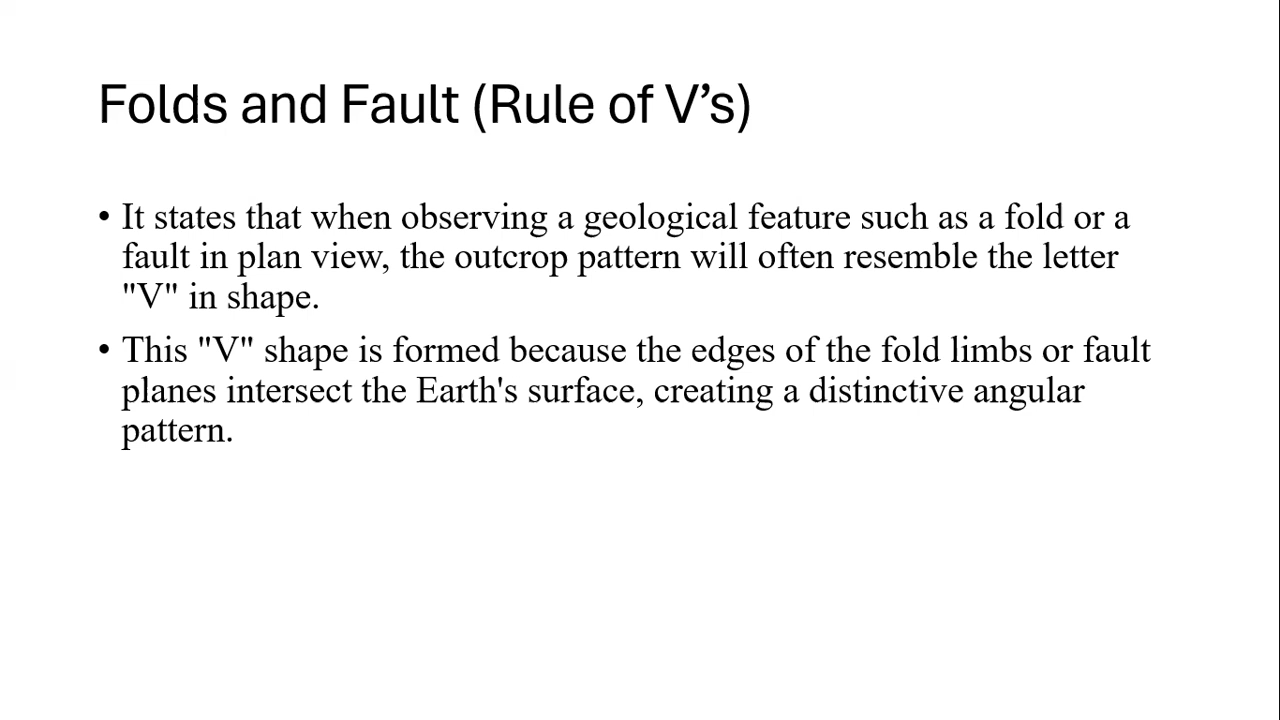 Folds and Fault (Rule of V’s)
• It states that when observing a geological feature such as a fold or a
fault in plan view, the outcrop pattern will often resemble the letter
"V" in shape.
• This "V" shape is formed because the edges of the fold limbs or fault
planes intersect the Earth's surface, creating a distinctive angular
pattern.